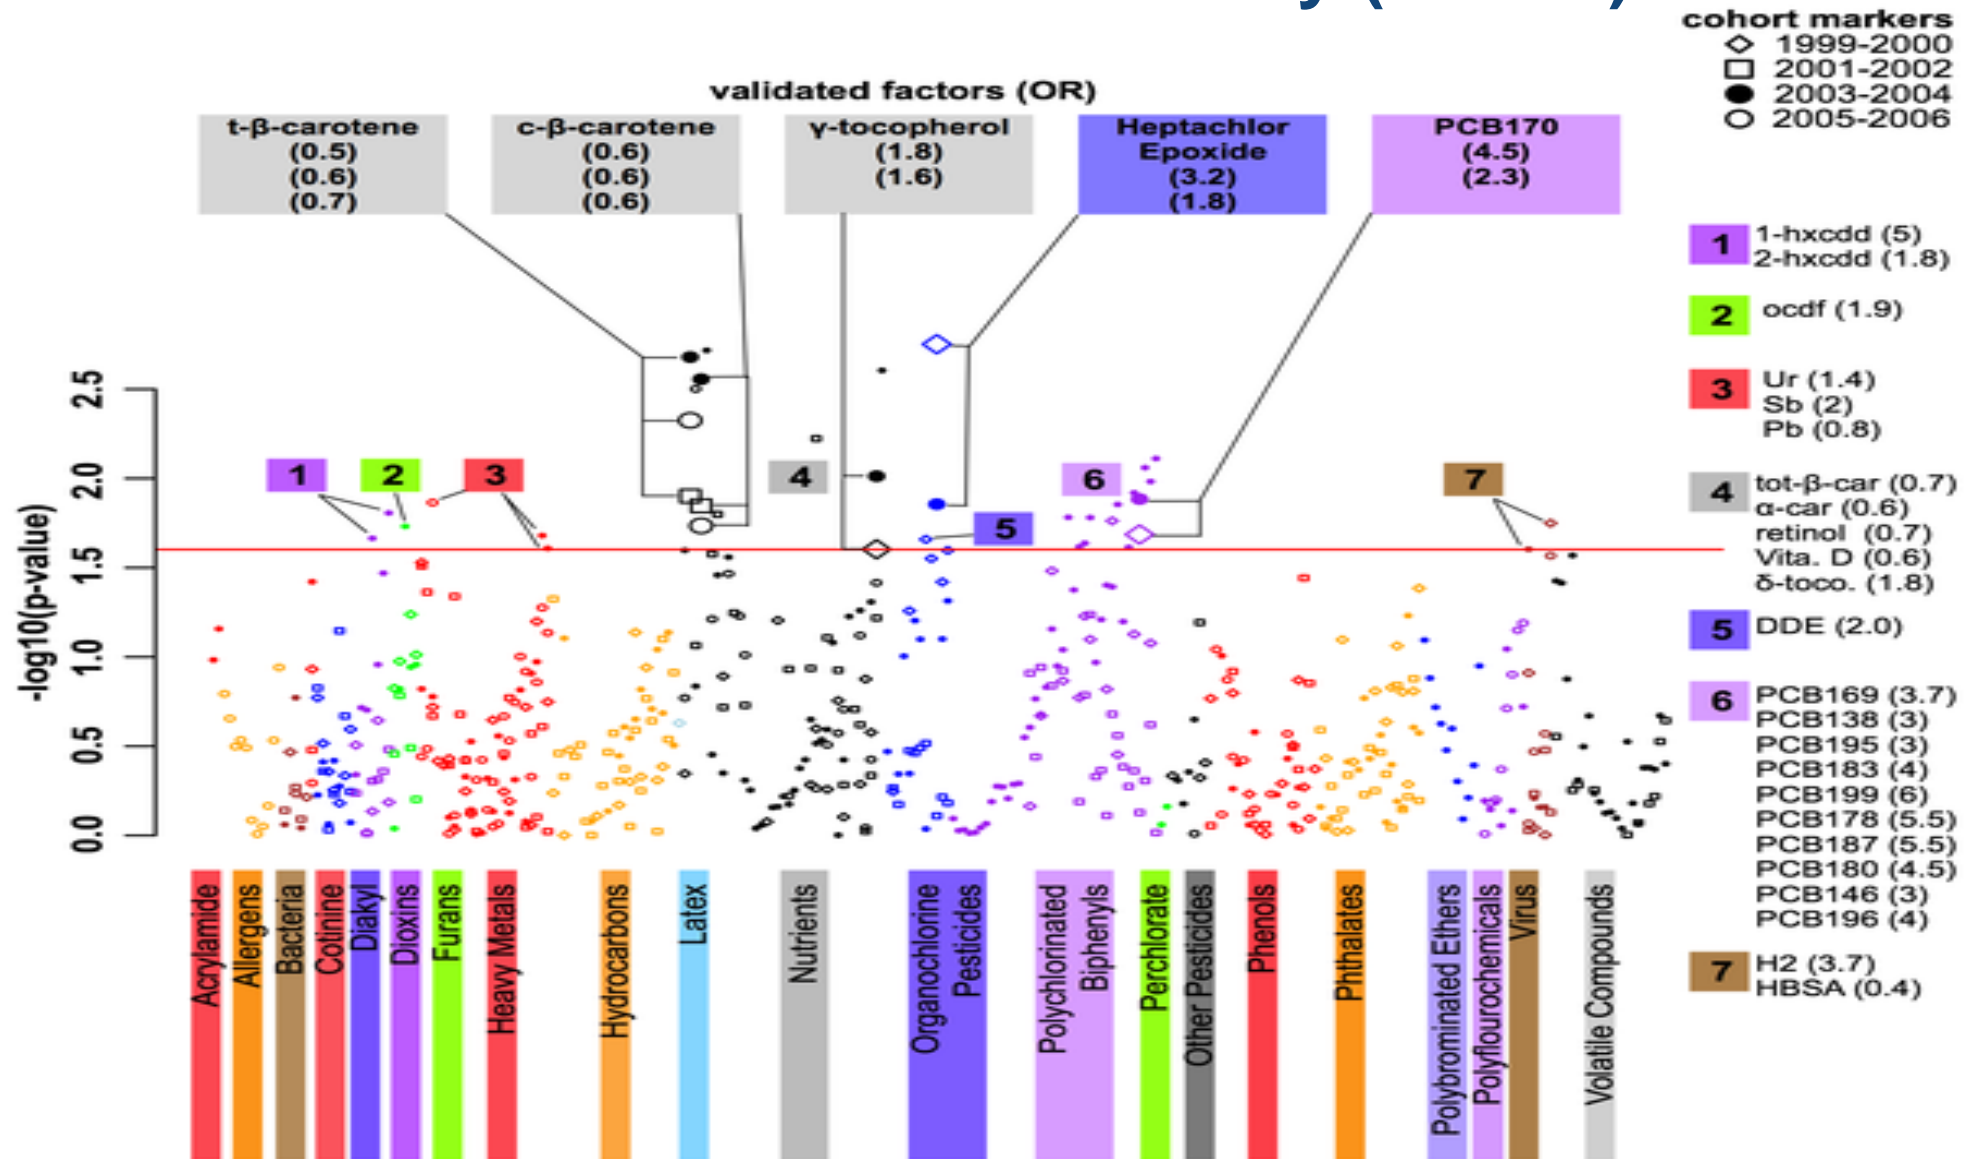 cohort markers
1999-2000
2001-2002
2003-2004
2005-2006
validated factors (OR)
t-β-carotene
(0.5)
(0.6)
(0.7)
c-β-carotene
(0.6)
(0.6)
(0.6)
γ-tocopherol
(1.8)
(1.6)
Heptachlor
Epoxide
(3.2)
(1.8)
PCB170
(4.5)
(2.3)
1
2
3
4
5
6
7
-log10(p-value)
2.5
2.0
1.5
1.0
0.5
0.0
1
1-hxcdd (5)
2-hxcdd (1.8)
2
ocdf (1.9)
3
Ur (1.4)
Sb (2)
Pb (0.8)
4
tot-β-car (0.7)
α-car (0.6)
retinol (0.7)
Vita. D (0.6)
δ-toco. (1.8)
5
DDE (2.0)
6
PCB169 (3.7)
PCB138 (3)
PCB195 (3)
PCB183 (4)
PCB199 (6)
PCB178 (5.5)
PCB187 (5.5)
PCB180 (4.5)
PCB146 (3)
PCB196 (4)
7
H2 (3.7)
HBSA (0.4)
Acrylamide
Allergens
Bacteria
Cotinine
Diakyl
Dioxins
Furans
Heavy Metals
Hydrocarbons
Latex
Nutrients
Organochlorine
Pesticides
Polychlorinated
Biphenyls
Perchlorate
Other Pesticides
Phenols
Phthalates
Polybrominated Ethers
Polyflourochemicals
Virus
Volatile Compounds